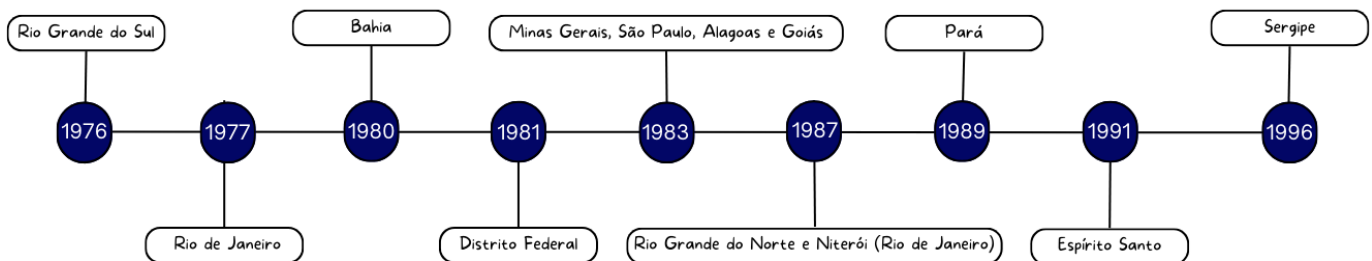 Rio Grande do Sul
Bahia
Minas Gerais, São Paulo, Alagoas e Goiás
Pará
Sergipe
1976
1977
1980
1981
1983
1987
1989
1991
1996
Rio de Janeiro
Distrito Federal
Rio Grande do Norte e Niterói (Rio de Janeiro)
Espírito Santo